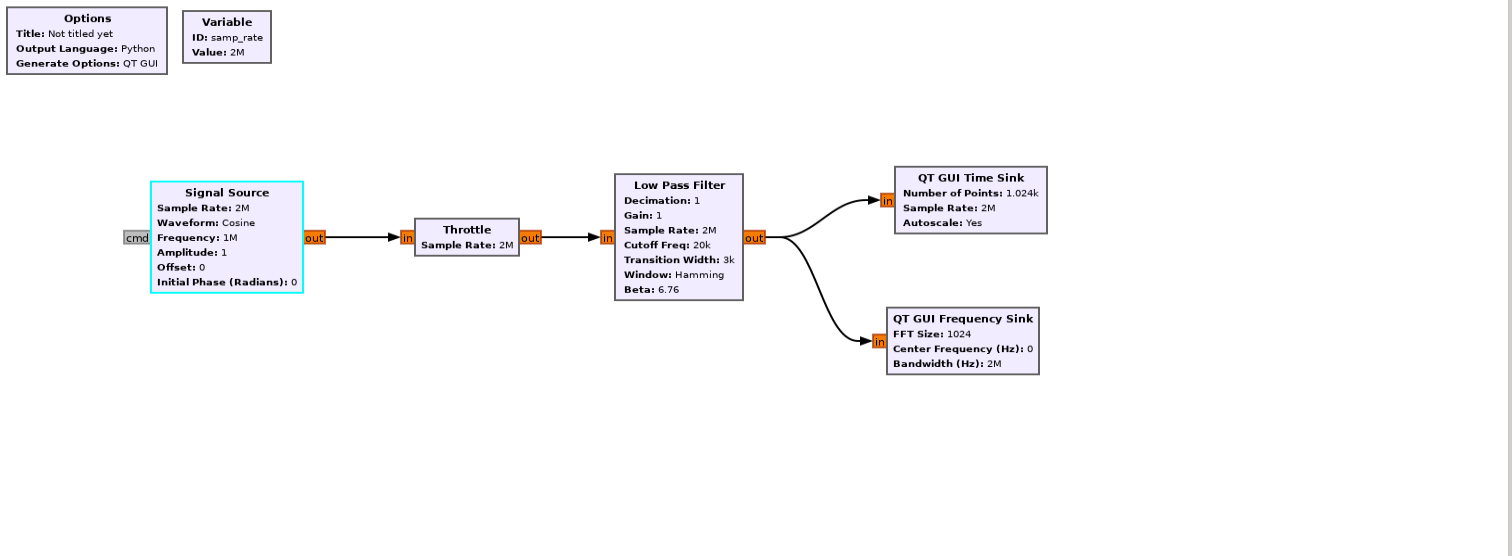 Options
Title: Not titled yet
Output Language: Python
Generate Options: QT GUI
Variable
ID: samp_rate
Value: 2M
Signal Source
Sample Rate: 2M
Waveform: Cosine
Frequency: 1M
Amplitude: 1
Offset: 0
Initial Phase (Radians): 0
cmd
out
in
Throttle
Sample Rate: 2M
out
in
Low Pass Filter
Decimation: 1
Gain: 1
Sample Rate: 2M
Cutoff Freq: 20k
Transition Width: 3k
Window: Hamming
Beta: 6.76
out
in
QT GUI Time Sink
Number of Points: 1.024k
Sample Rate: 2M
Autoscale: Yes
in
QT GUI Frequency Sink
FFT Size: 1024
Center Frequency (Hz): 0
Bandwidth (Hz): 2M